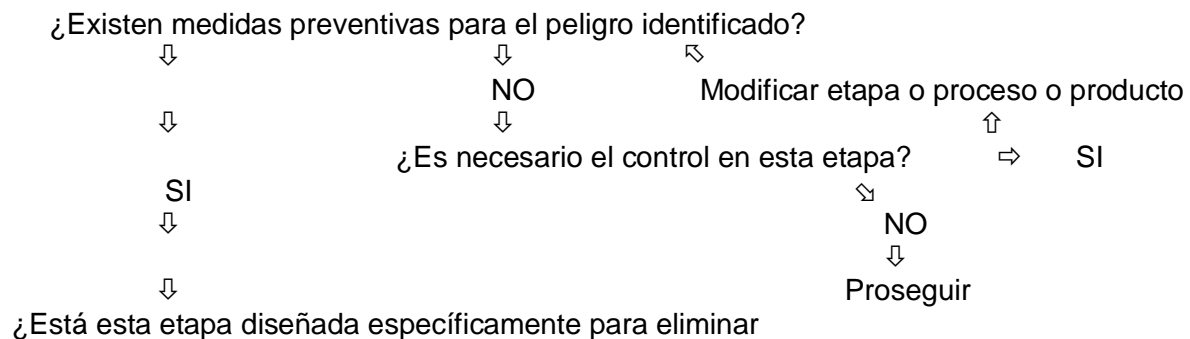 ¿Existen medidas preventivas para el peligro identificado?
⇩ ⇩ ⇖
NO Modificar etapa o proceso o producto
⇩ ⇩ ⇧
¿Es necesario el control en esta etapa? ⇨ SI
SI ⇘
⇩ NO
⇩
⇩ Proseguir
¿Está esta etapa diseñada específicamente para eliminar